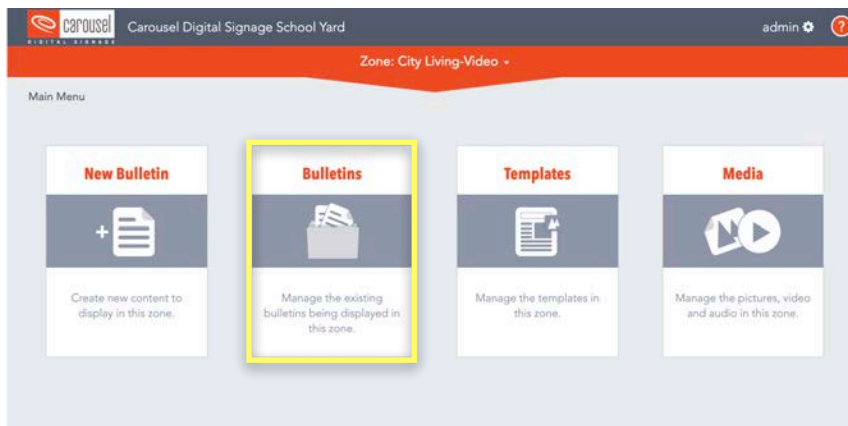 carousel Carousel Digital Signage School Yard admin ?
DIGITAL SIGNAGE
Zone: City Living-Video
Main Menu
New Bulletin Bulletins Templates Media
Create new content to Manage the existing Manage the templates in Manage the pictures, video
display in this zone. bulletins being displayed in this zone. and audio in this zone.
this zone.